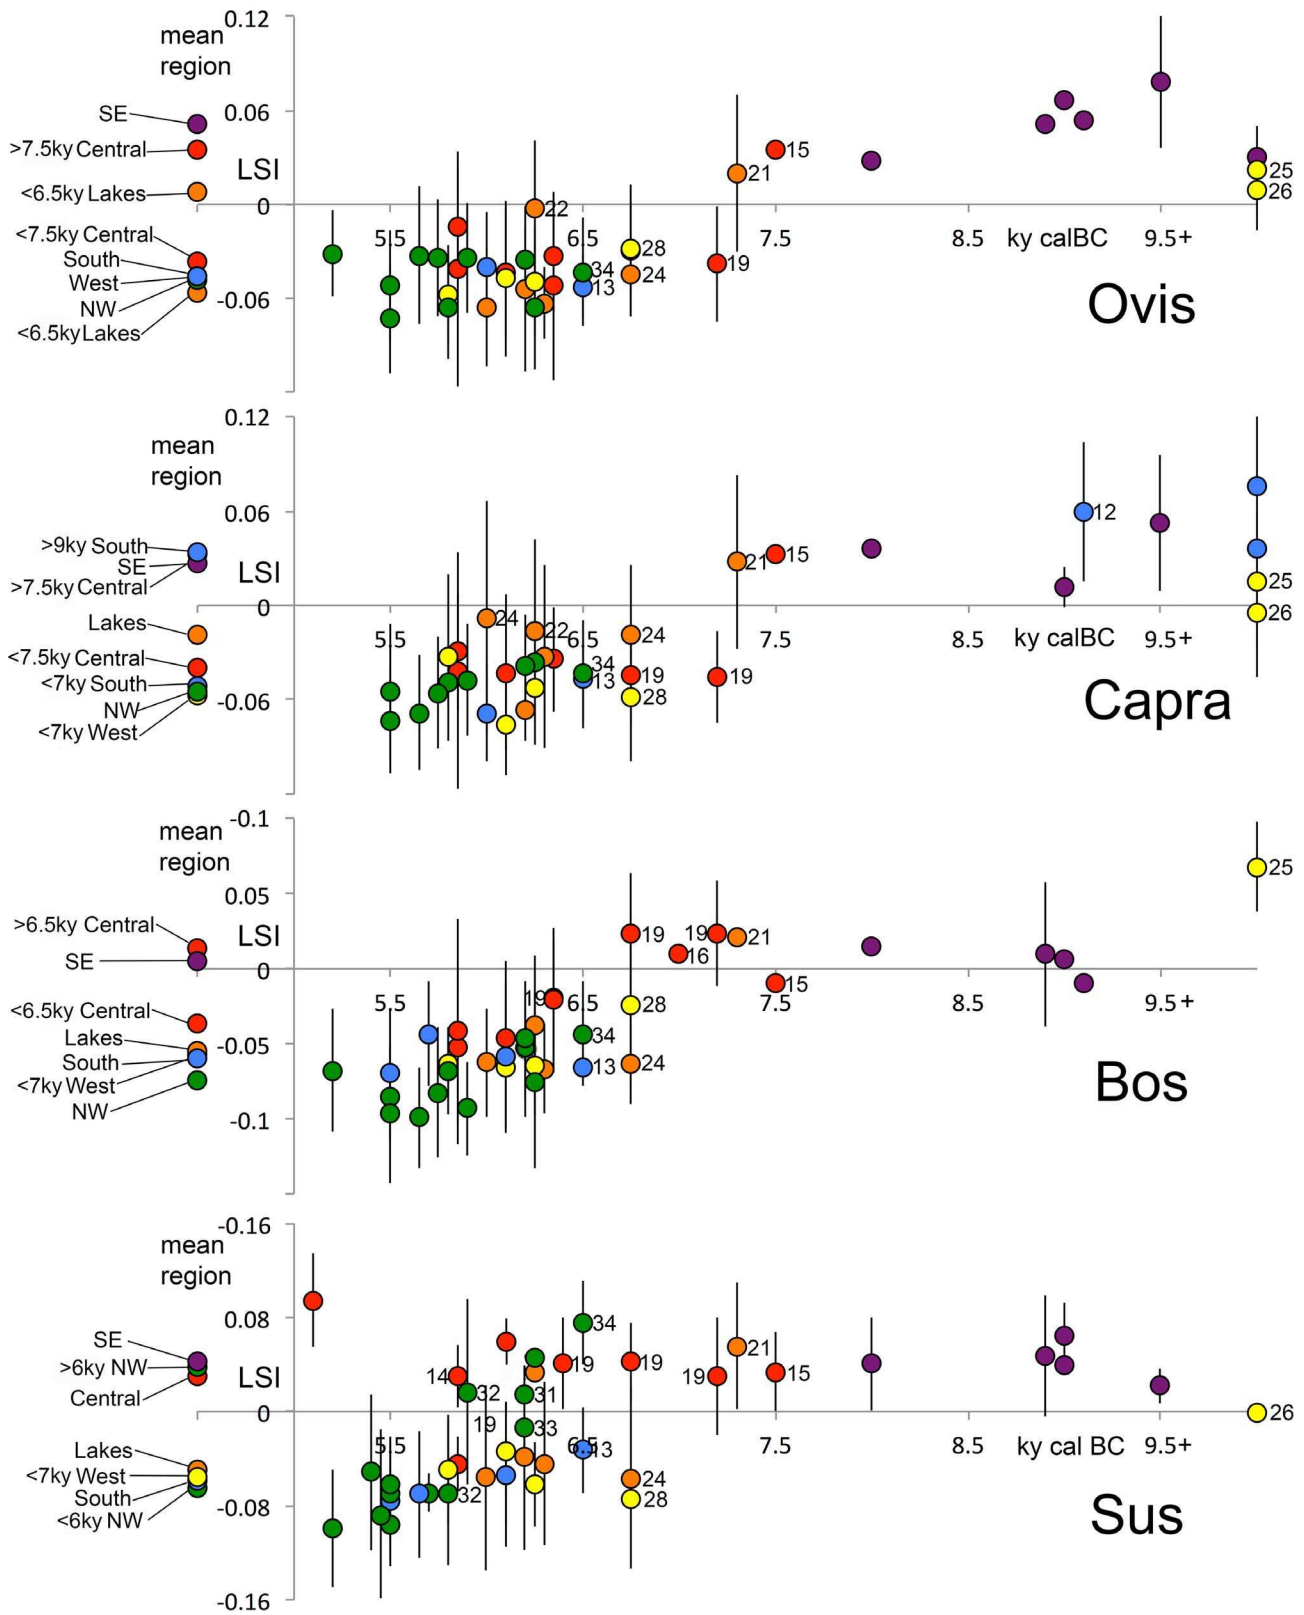 0.12
mean
region
SE
0.06
>7.5ky Central
LSI
15
21
25
<6.5ky Lakes
26
0
22
<7.5ky Central
5.5
6.5
28
7.5
8.5
ky calBC
9.5+
South
34
19
West
24
13
-0.06
NW
<6.5kyLakes
Ovis
0.12
mean
region
0.06
12
>9ky South
SE
21
15
LSI
25
>7.5ky Central
0
26
Lakes
24
22
5.5
6.5
24
7.5
8.5
ky calBC
9.5+
<7.5ky Central
34
19
19
<7ky South
13
28
NW
-0.06
<7ky West
Capra
-0.1
mean
region
25
0.05
>6.5ky Central
LSI
19
19
21
16
SE
0
15
19
5.5
6.5
28
7.5
8.5
9.5+
<6.5ky Central
34
Lakes
-0.05
South
13
24
<7ky West
NW
-0.1
Bos
-0.16
mean
region
0.08
34
SE
21
>6ky NW
19
19
LSI
14
19
15
Central
32
31
0
26
19
33
5.5
6.5
13
7.5
8.5
ky cal BC
9.5+
Lakes
<7ky West
24
South
32
28
-0.08
<6ky NW
Sus
-0.16